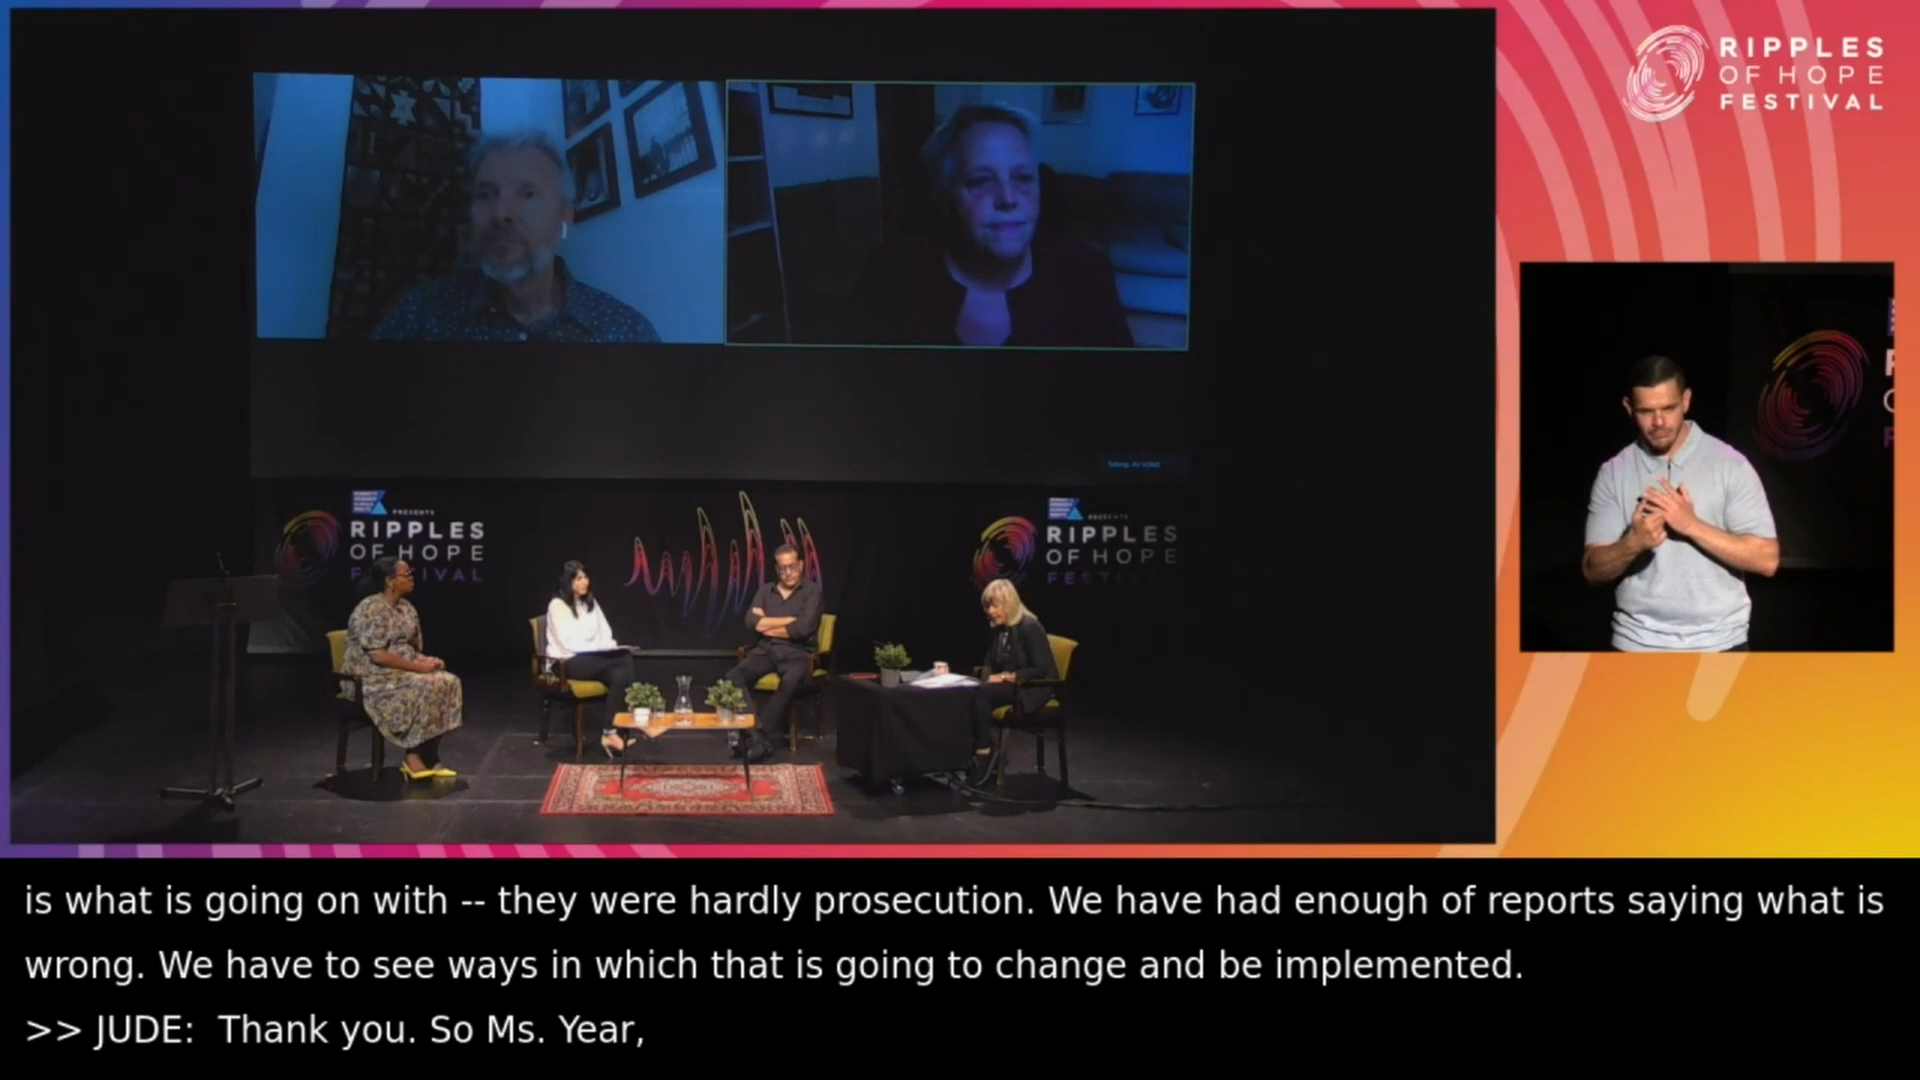 RIPPLES
OF HOPE
FESTIVAL
PRESENTS
RIPPLES
OF HOPE
FESTIVAL
PRESENTS
RIPPLES
OF HOPE
is what is going on with -- they were hardly prosecution. We have had enough of reports saying what is
wrong. We have to see ways in which that is going to change and be implemented.
>> JUDE:  Thank you. So Ms. Year,